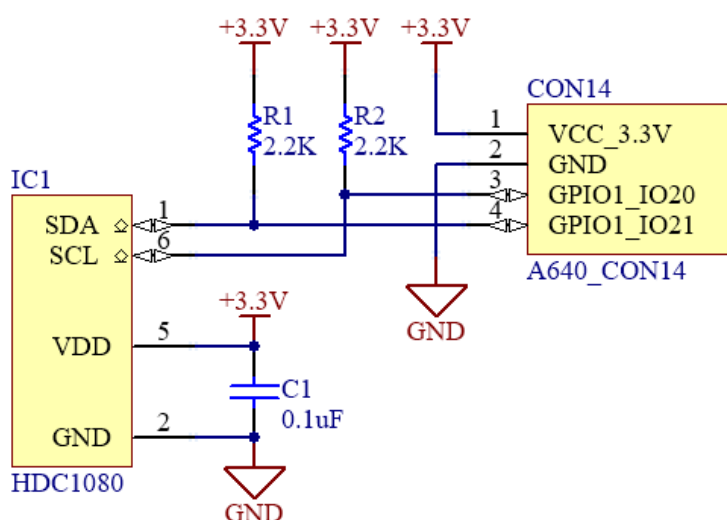 +3.3V +3.3V +3.3V
CON14
R1
2.2K
R2
2.2K
1 VCC_3.3V
2 GND
3 GPIO1_IO20
4 GPIO1_IO21
A640_CON14
GND
IC1
SDA 1
SCL 6
VDD 5
GND 2
HDC1080
+3.3V
C1
0.1uF
GND